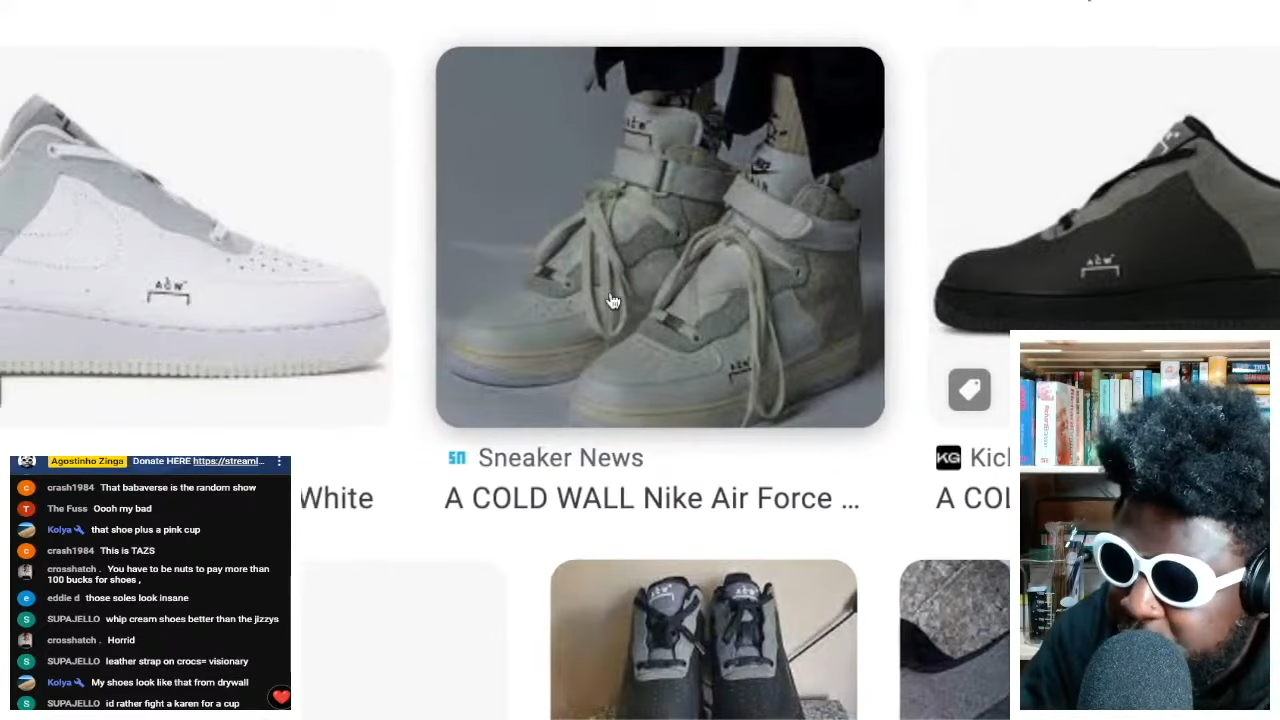 Sneaker News
KG
Kicl
White
A COLD WALL Nike Air Force ...
A COL
Agostinho Zinga Donate HERE https://streaml...
crash1984 That babaverse is the random show
The Fuss Oooh my bad
Kolya that shoe plus a pink cup
crash1984 This is TAZS
crosshatch . You have to be nuts to pay more than
100 bucks for shoes ,
eddie d those soles look insane
SUPAJELLO whip cream shoes better than the jizzys
crosshatch . Horrid
SUPAJELLO leather strap on crocs= visionary
Kolya My shoes look like that from drywall
SUPAJELLO id rather fight a karen for a cup